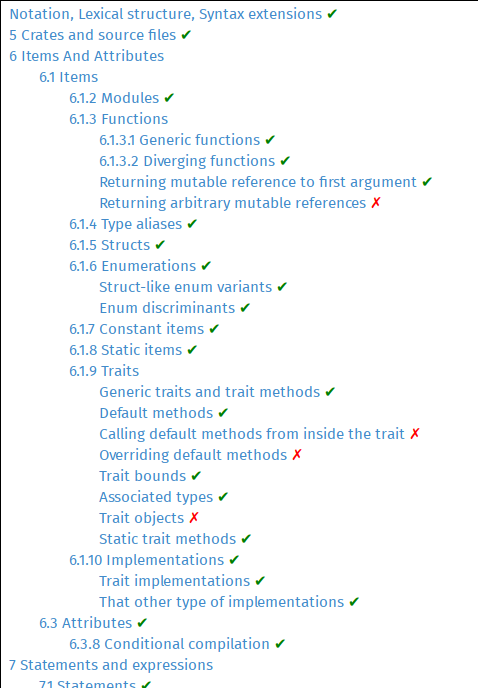 Notation, Lexical structure, Syntax extensions ✔
5 Crates and source files ✔
6 Items And Attributes
6.1 Items
6.1.2 Modules ✔
6.1.3 Functions
6.1.3.1 Generic functions ✔
6.1.3.2 Diverging functions ✔
Returning mutable reference to first argument ✔
Returning arbitrary mutable references ✗
6.1.4 Type aliases ✔
6.1.5 Structs ✔
6.1.6 Enumerations ✔
Struct-like enum variants ✔
Enum discriminants ✔
6.1.7 Constant items ✔
6.1.8 Static items ✔
6.1.9 Traits
Generic traits and trait methods ✔
Default methods ✔
Calling default methods from inside the trait ✗
Overriding default methods ✗
Trait bounds ✔
Associated types ✔
Trait objects ✗
Static trait methods ✔
6.1.10 Implementations ✔
Trait implementations ✔
That other type of implementations ✔
6.3 Attributes ✔
6.3.8 Conditional compilation ✔
7 Statements and expressions
7.1 Statements ✔